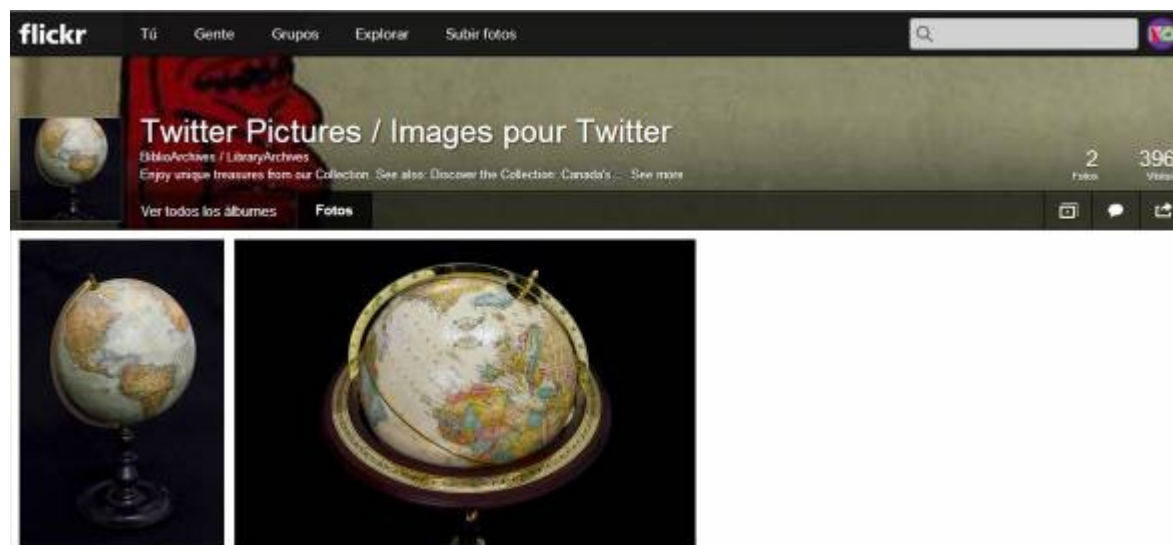 flickr Tú Gente Grupos Explorar Subir fotos
Twitter Pictures / Images pour Twitter
BiblioArchives / LibraryArchives
Enjoy unique treasures from our Collection. See also: Discover the Collection: Canada's... See more
2 396
Fotos Visitas
Ver todos los álbumes Fotos